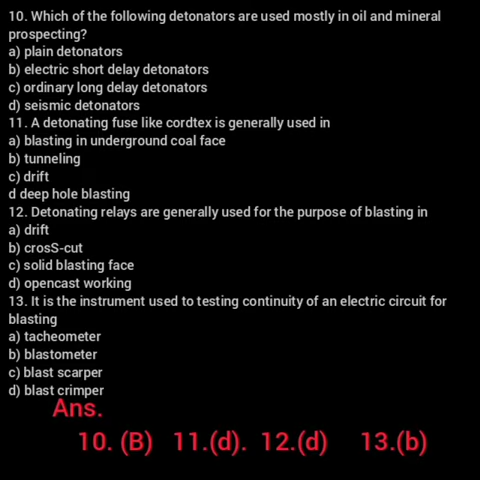 10. Which of the following detonators are used mostly in oil and mineral
prospecting?
a) plain detonators
b) electric short delay detonators
c) ordinary long delay detonators
d) seismic detonators
11. A detonating fuse like cordtex is generally used in
a) blasting in underground coal face
b) tunneling
c) drift
d deep hole blasting
12. Detonating relays are generally used for the purpose of blasting in
a) drift
b) crosS-cut
c) solid blasting face
d) opencast working
13. It is the instrument used to testing continuity of an electric circuit for
blasting
a) tacheometer
b) blastometer
c) blast scarper
d) blast crimper
Ans.
10. (B) 11.(d). 12.(d) 13.(b)